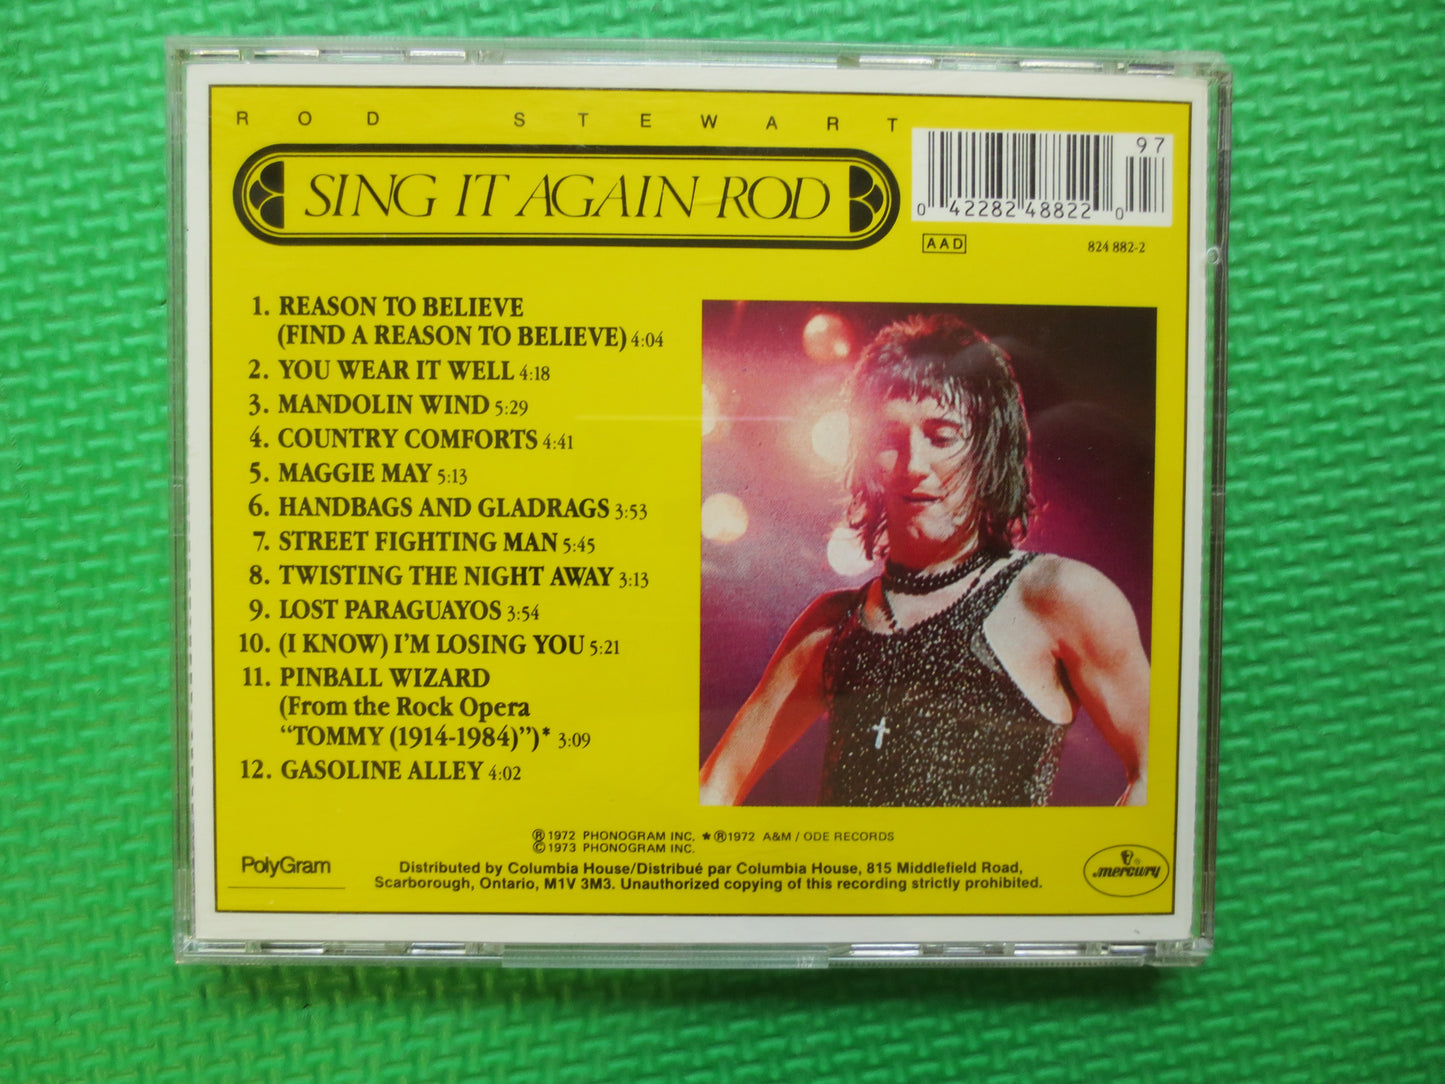 ROD STEWART
SING IT AGAIN ROD
97
0 42282 48822 0
AAD
824 882-2
1. REASON TO BELIEVE
(FIND A REASON TO BELIEVE) 4:04
2. YOU WEAR IT WELL 4:18
3. MANDOLIN WIND 5:29
4. COUNTRY COMFORTS 4:41
5. MAGGIE MAY 5:13
6. HANDBAGS AND GLADRAGS 3:53
7. STREET FIGHTING MAN 5:45
8. TWISTING THE NIGHT AWAY 3:13
9. LOST PARAGUAYOS 3:54
10. (I KNOW) I'M LOSING YOU 5:21
11. PINBALL WIZARD
(From the Rock Opera
"TOMMY (1914-1984)")* 3:09
12. GASOLINE ALLEY 4:02
℗ 1972 PHONOGRAM INC. ★ ℗ 1972 A&M / ODE RECORDS
© 1973 PHONOGRAM INC.
PolyGram
Distributed by Columbia House/Distribué par Columbia House, 815 Middlefield Road,
Scarborough, Ontario, M1V 3M3. Unauthorized copying of this recording strictly prohibited.
mercury ®